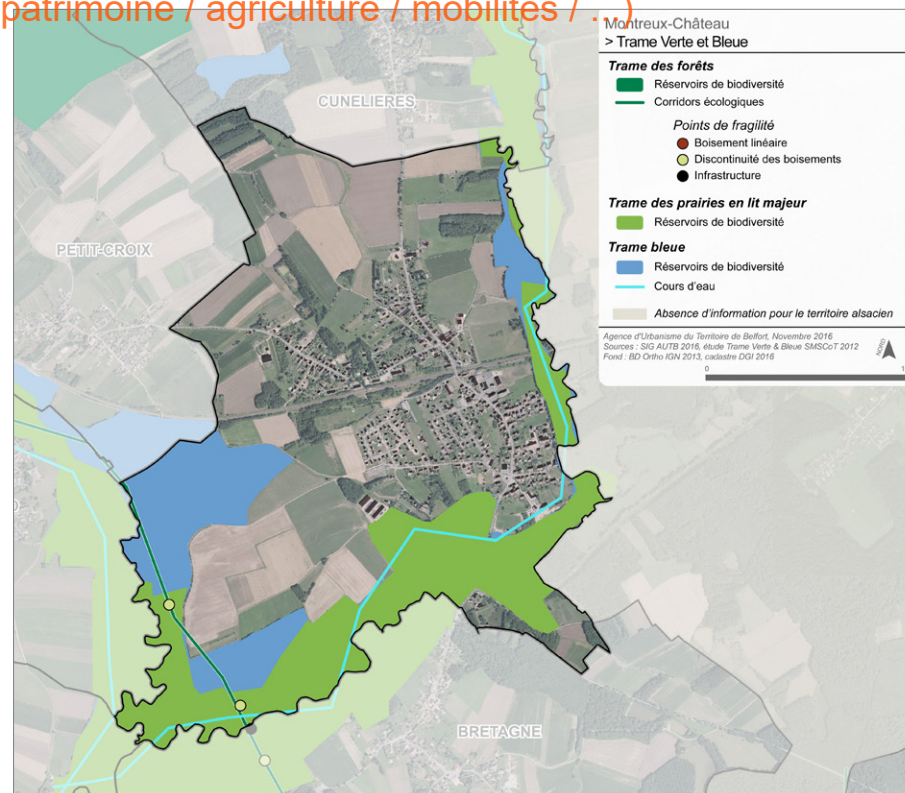 patrimoine / agriculture / mobilités / ...)
Montreux-Château
> Trame Verte et Bleue
Trame des forêts
Réservoirs de biodiversité
Corridors écologiques
Points de fragilité
Boisement linéaire
Discontinuité des boisements
Infrastructure
Trame des prairies en lit majeur
Réservoirs de biodiversité
Trame bleue
Réservoirs de biodiversité
Cours d'eau
Absence d'information pour le territoire alsacien
Agence d'Urbanisme du Territoire de Belfort, Novembre 2016
Sources : SIG AUTB 2016, étude Trame Verte & Bleue SMSCoT 2012
Fond : BD Ortho IGN 2013, cadastre DGI 2016
NORD
0
1
CUNELIERES
PETIT-CROIX
BRETAGNE